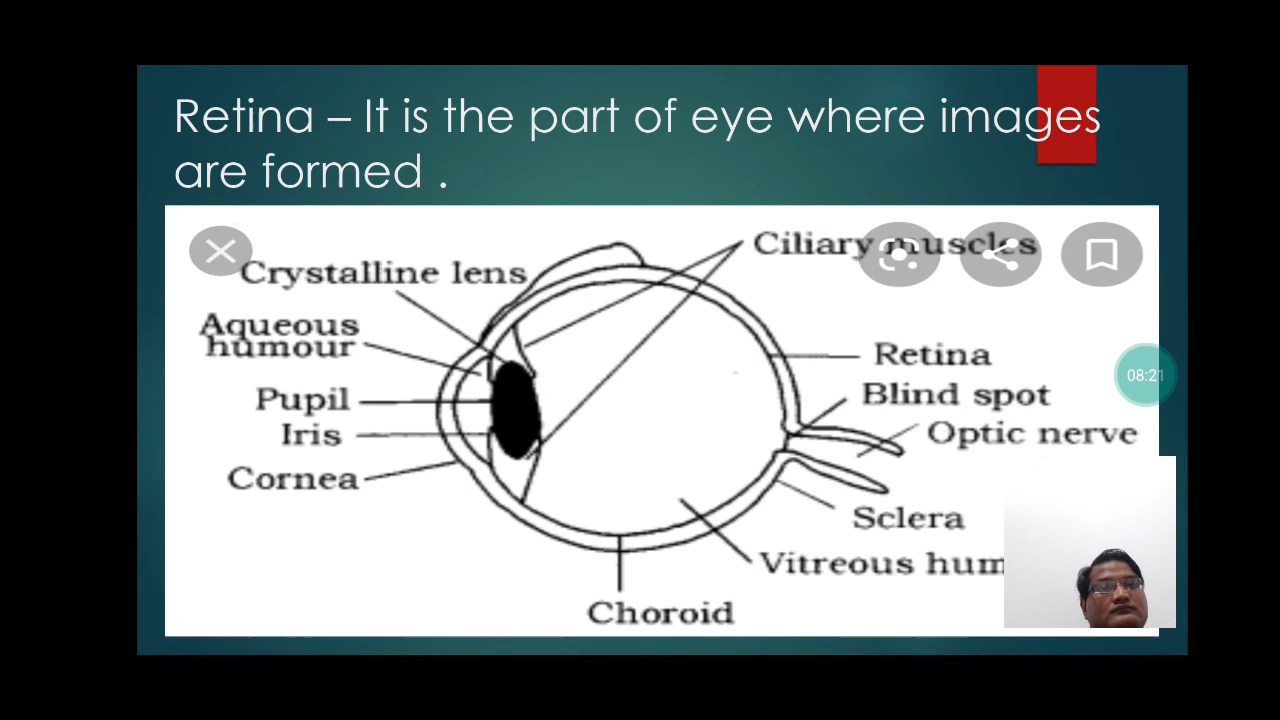 Retina – It is the part of eye where images
are formed .
Ciliary muscles
Crystalline lens
Aqueous
humour
Retina
08:21
Blind spot
Pupil
Optic nerve
Iris
Cornea
Sclera
Vitreous hum
Choroid